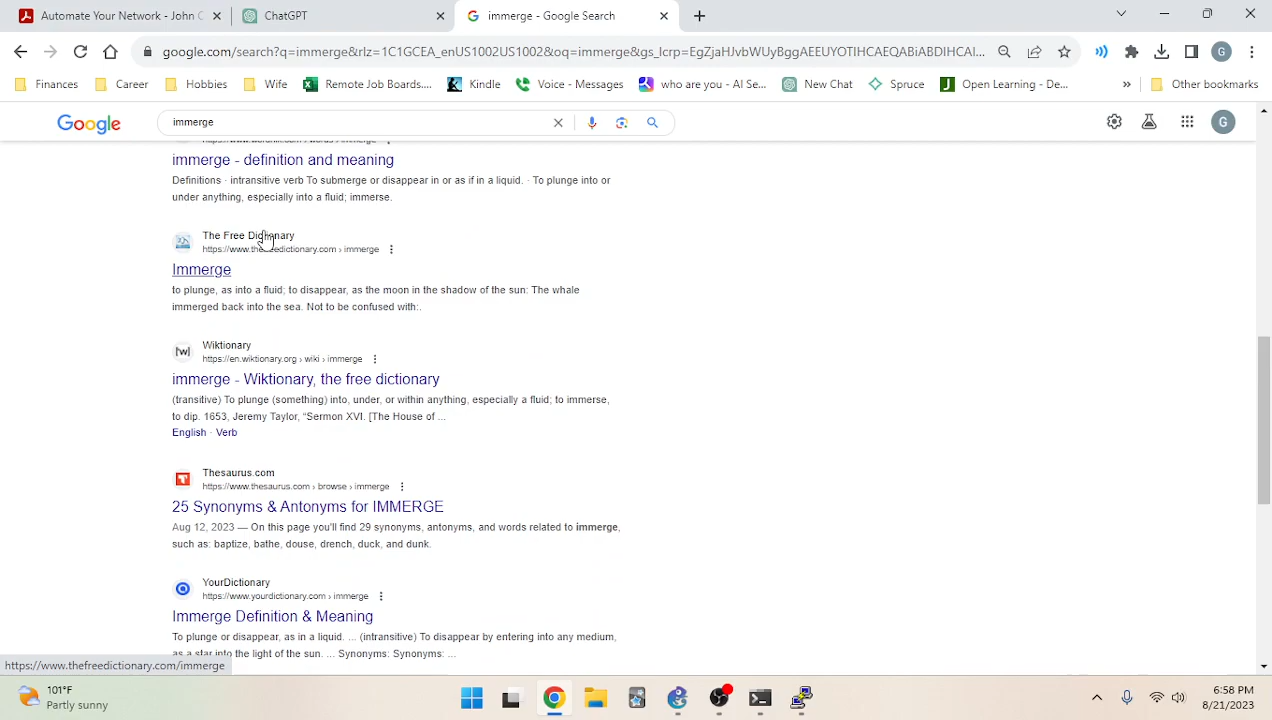 Automate Your Network - John C
ChatGPT
immerge - Google Search
google.com/search?q=immerge&rlz=1C1GCEA_enUS1002US1002&oq=immerge&gs_lcrp=EgZjaHJvbWUyBggAEEUYOTIHCAEQABiABDIHCAI...
Finances
Career
Hobbies
Wife
Remote Job Boards....
Kindle
Voice - Messages
who are you - AI Se...
New Chat
Spruce
Open Learning - De...
»
Other bookmarks
Google
immerge
G
immerge - definition and meaning
Definitions · intransitive verb To submerge or disappear in or as if in a liquid. · To plunge into or
under anything, especially into a fluid; immerse.
The Free Dictionary
https://www.thefreedictionary.com › immerge
Immerge
to plunge, as into a fluid; to disappear, as the moon in the shadow of the sun: The whale
immerged back into the sea. Not to be confused with:.
[w]
Wiktionary
https://en.wiktionary.org › wiki › immerge
immerge - Wiktionary, the free dictionary
(transitive) To plunge (something) into, under, or within anything, especially a fluid; to immerse,
to dip. 1653, Jeremy Taylor, “Sermon XVI. [The House of ...
English · Verb
Thesaurus.com
https://www.thesaurus.com › browse › immerge
25 Synonyms & Antonyms for IMMERGE
Aug 12, 2023 — On this page you'll find 29 synonyms, antonyms, and words related to immerge,
such as: baptize, bathe, douse, drench, duck, and dunk.
YourDictionary
https://www.yourdictionary.com › immerge
Immerge Definition & Meaning
To plunge or disappear, as in a liquid. ... (intransitive) To disappear by entering into any medium,
as a star into the light of the sun. ... Synonyms: Synonyms: ...
https://www.thefreedictionary.com/immerge
101°F
Partly sunny
6:58 PM
8/21/2023